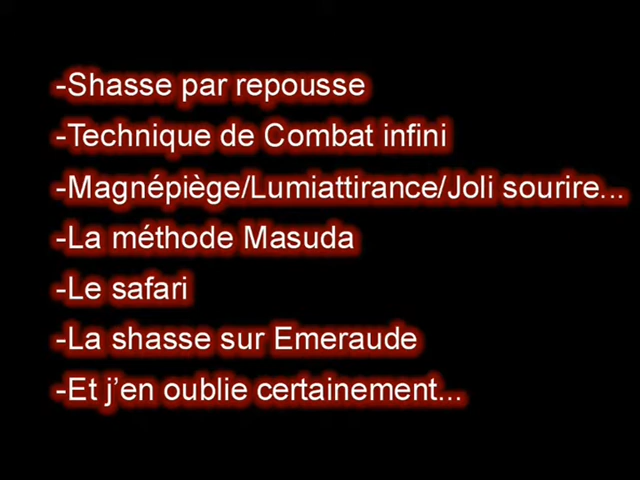 -Shasse par repousse
-Technique de Combat infini
-Magnépiège/Lumiattirance/Joli sourire...
-La méthode Masuda
-Le safari
-La shasse sur Emeraude
-Et j’en oublie certainement...